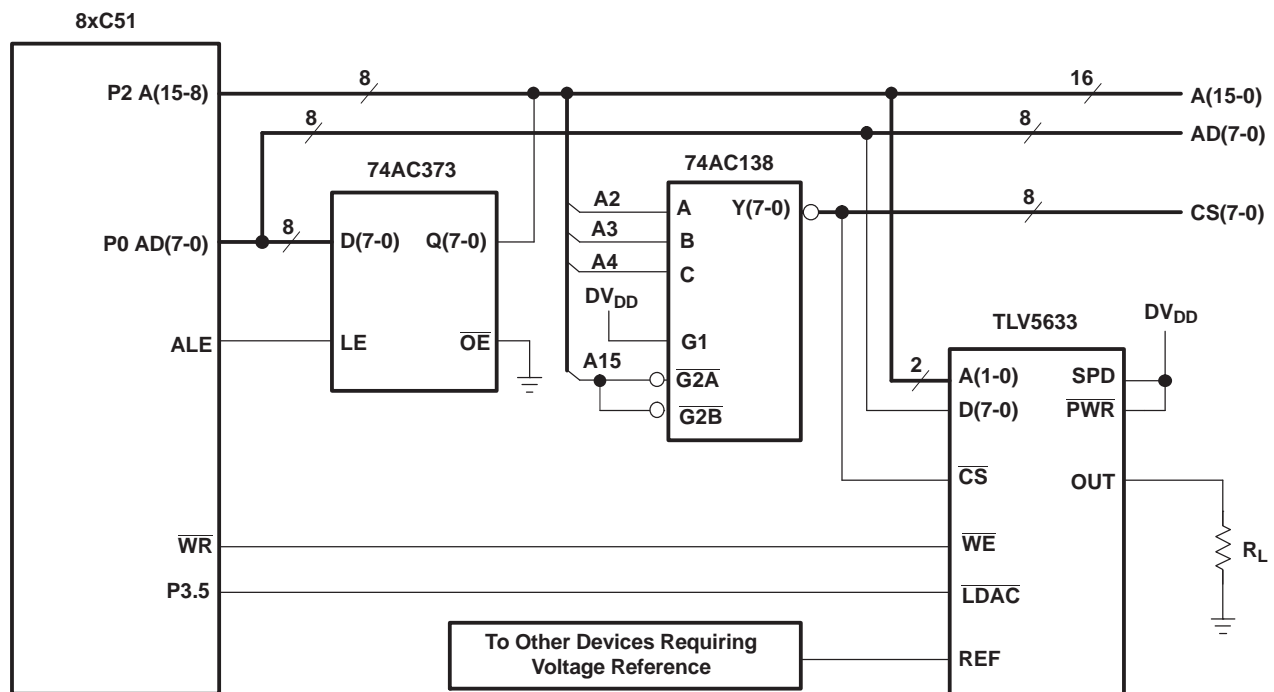 8xC51
P2 A(15-8)
8
16
A(15-0)
8
8
AD(7-0)
74AC373
74AC138
P0 AD(7-0)
8
D(7-0)
Q(7-0)
A2
A
Y(7-0)
8
CS(7-0)
A3
B
A4
C
DVDD
ALE
LE
OE
G1
A15
G2A
G2B
TLV5633
DVDD
2
A(1-0)
SPD
D(7-0)
PWR
CS
OUT
WR
WE
RL
P3.5
LDAC
To Other Devices Requiring
Voltage Reference
REF